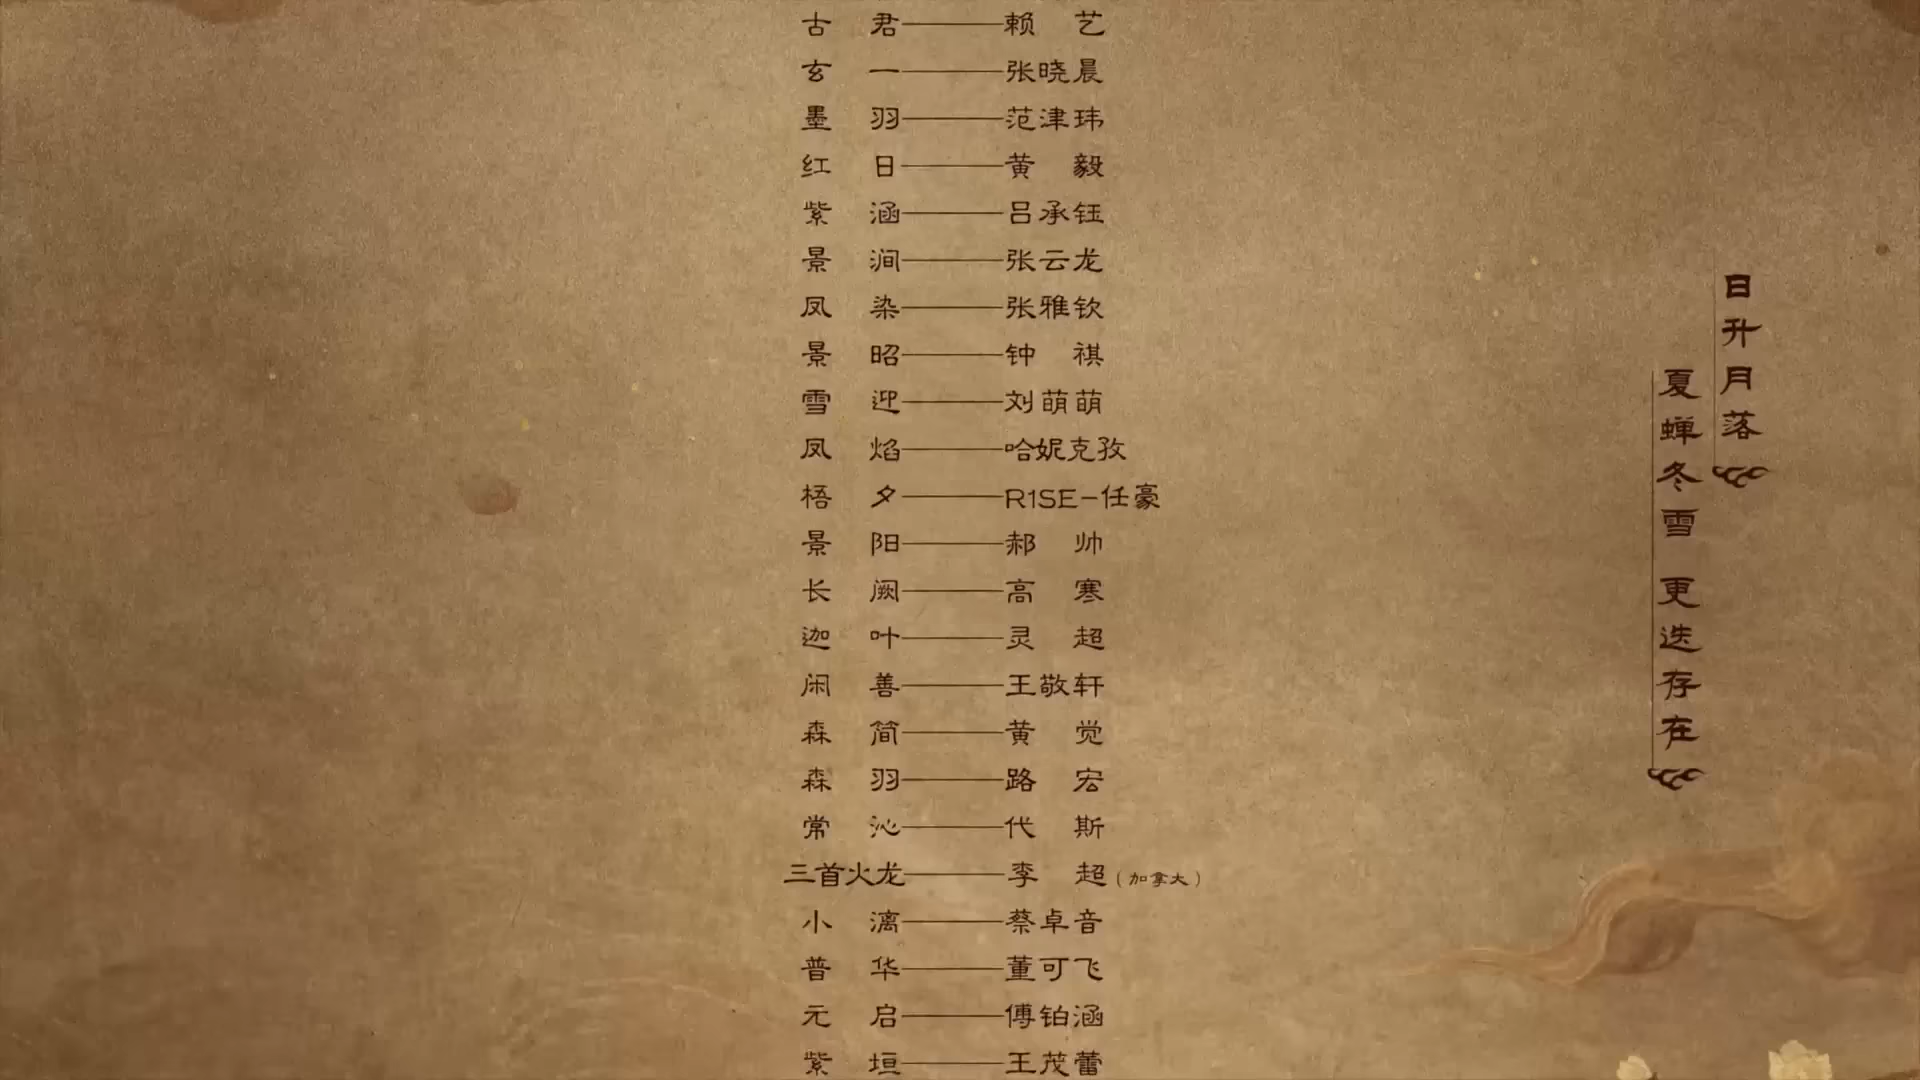 古君——赖艺
玄一——张晓晨
墨羽——范津玮
红日——黄毅
紫涵——吕承钰
景涧——张云龙
凤染——张雅钦
景昭——钟祺
雪迎——刘萌萌
凤焰——哈妮克孜
梧夕——R1SE-任豪
景阳——郝帅
长阙——高寒
迦叶——灵超
闲善——王敬轩
森简——黄觉
森羽——路宏
常沁——代斯
三首火龙——李超(加拿大)
小漓——蔡卓音
普华——董可飞
元启——傅铂涵
紫垣——王茂蕾
日升月落
夏蝉冬雪 更迭存在